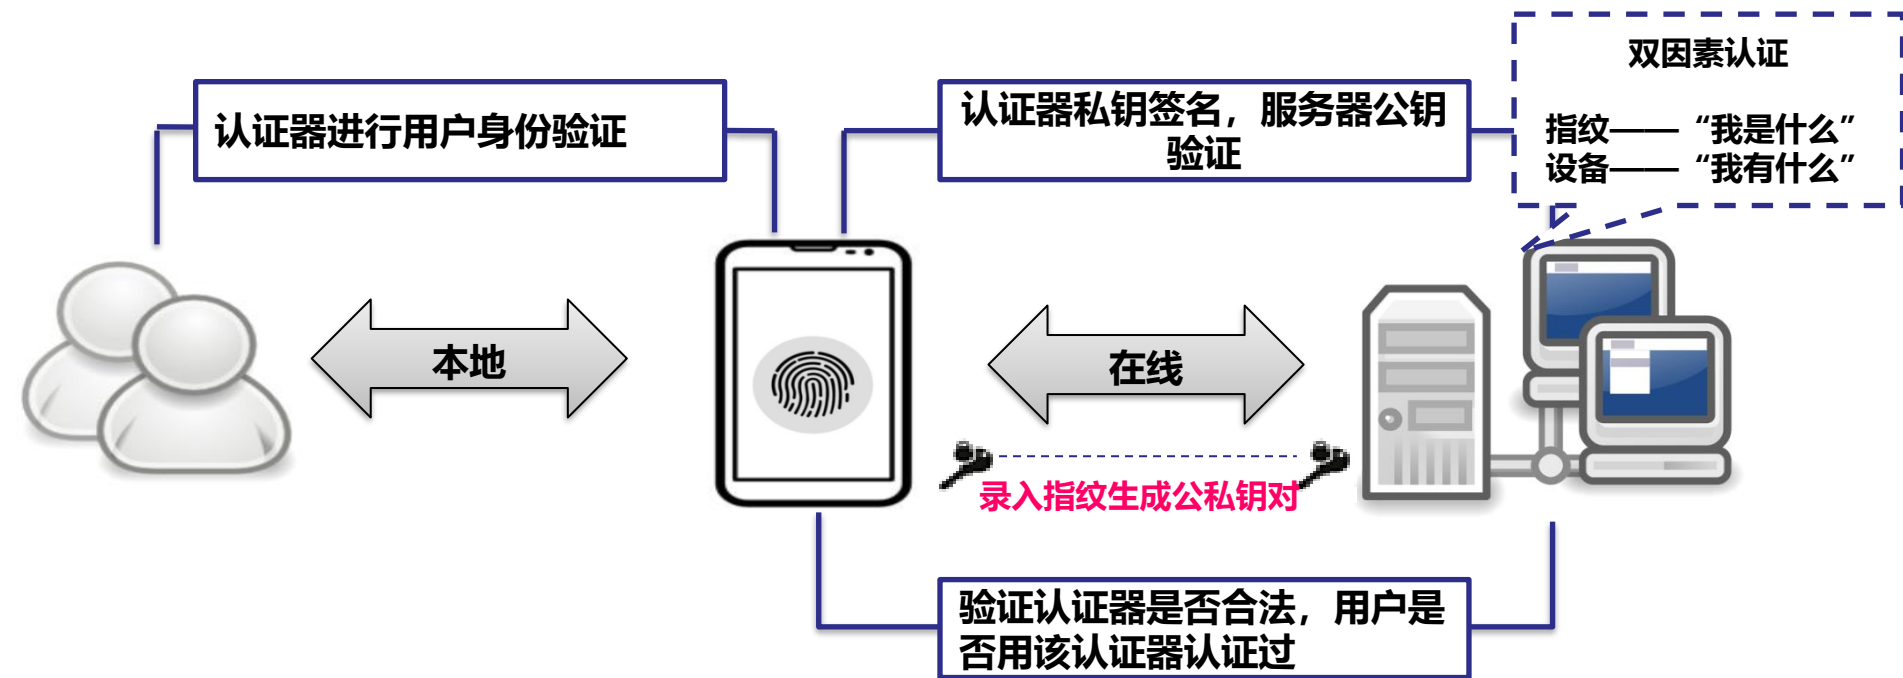 双因素认证
指纹—— “我是什么”
设备—— “我有什么”
认证器进行用户身份验证
认证器私钥签名，服务器公钥
验证
本地
在线
录入指纹生成公私钥对
验证认证器是否合法，用户是
否用该认证器认证过